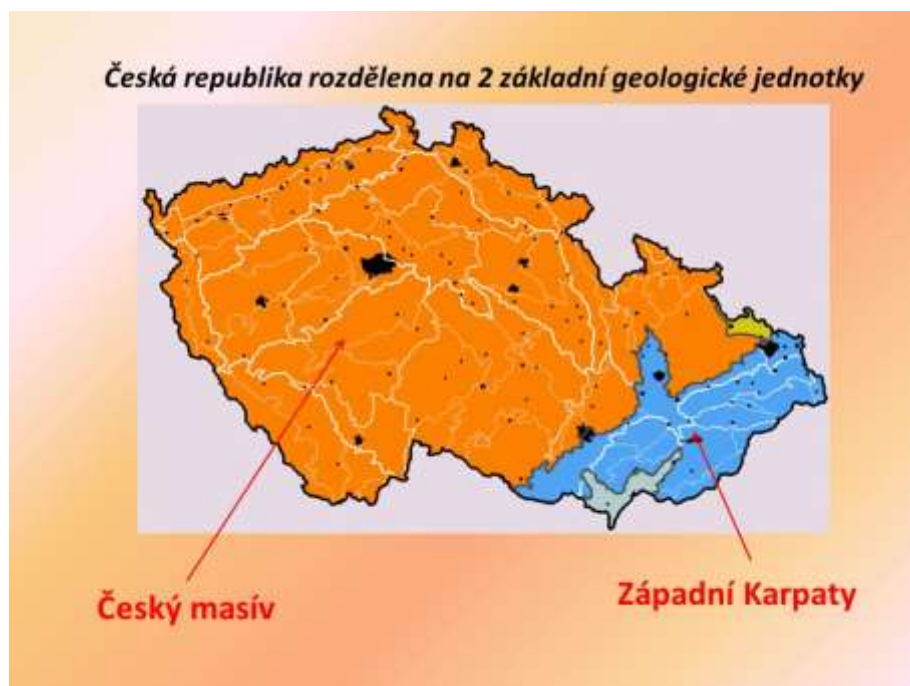 Česká republika rozdělena na 2 základní geologické jednotky
Český masív
Západní Karpaty